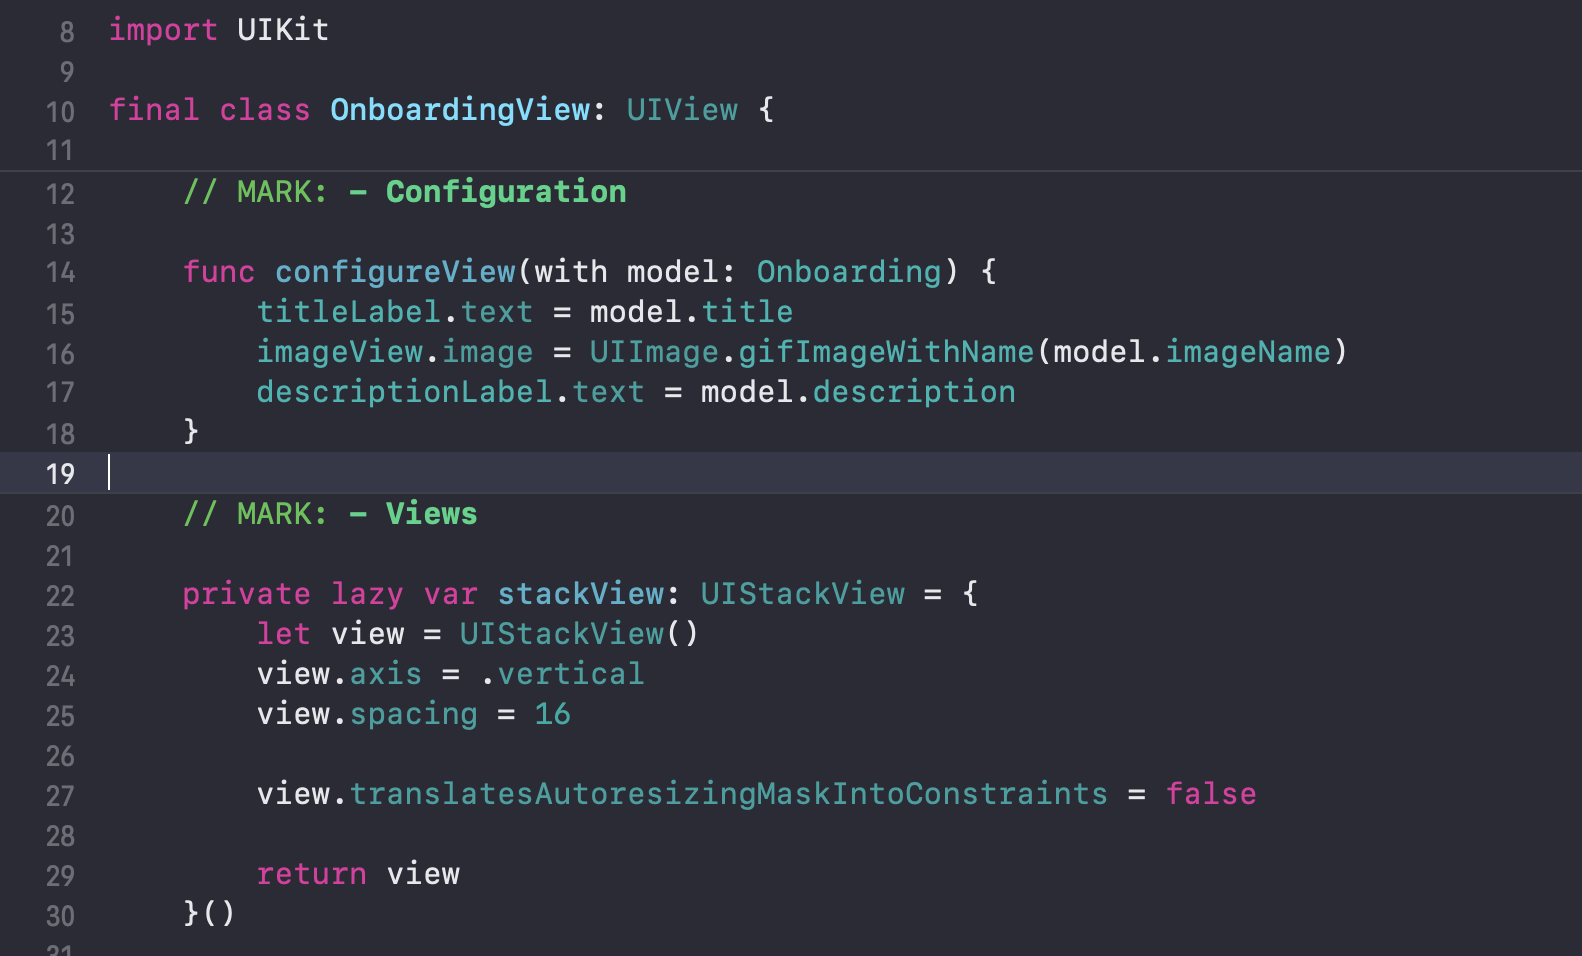 8 import UIKit
9
10 final class OnboardingView: UIView {
11
12 // MARK: - Configuration
13
14 func configureView(with model: Onboarding) {
15 titleLabel.text = model.title
16 imageView.image = UIImage.gifImageWithName(model.imageName)
17 descriptionLabel.text = model.description
18 }
19
20 // MARK: - Views
21
22 private lazy var stackView: UIStackView = {
23 let view = UIStackView()
24 view.axis = .vertical
25 view.spacing = 16
26
27 view.translatesAutoresizingMaskIntoConstraints = false
28
29 return view
30 }()
31